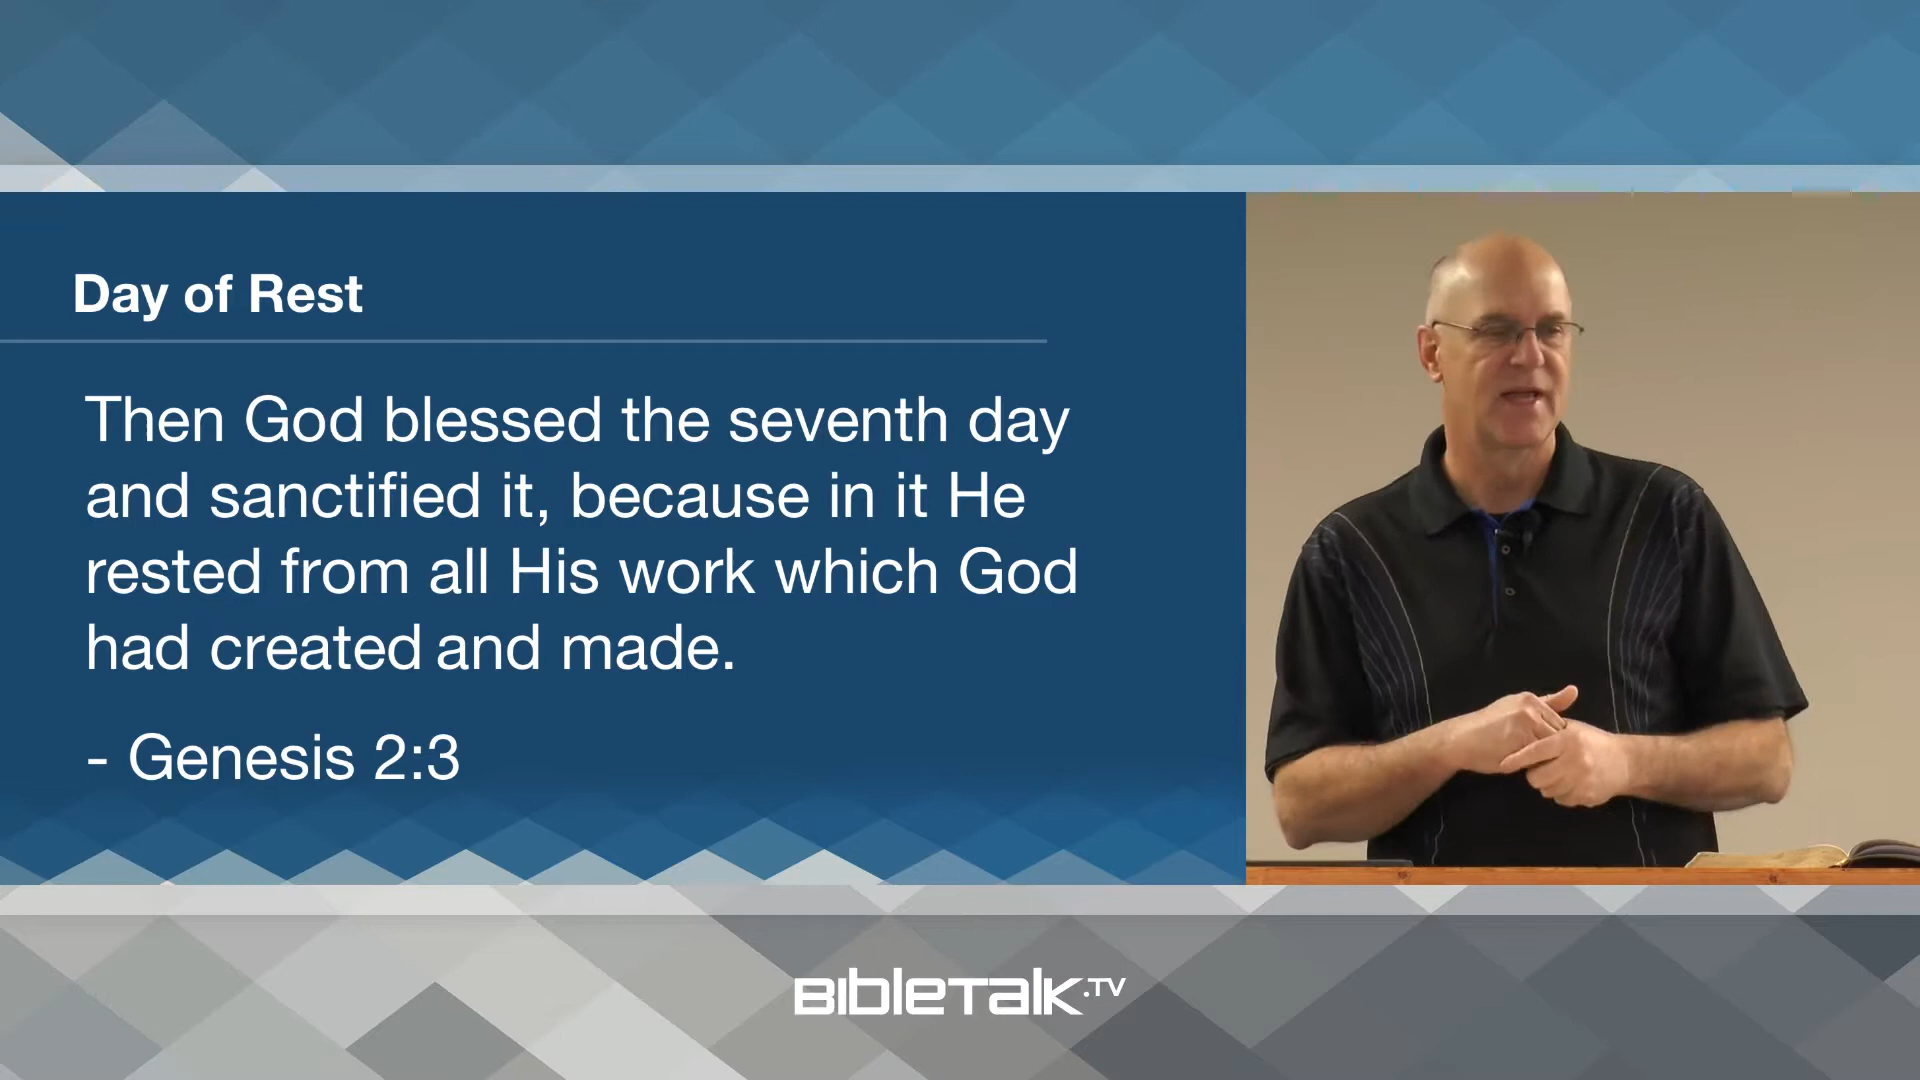 Day of Rest
Then God blessed the seventh day
and sanctified it, because in it He
rested from all His work which God
had created and made.
- Genesis 2:3
BibleTalk.TV